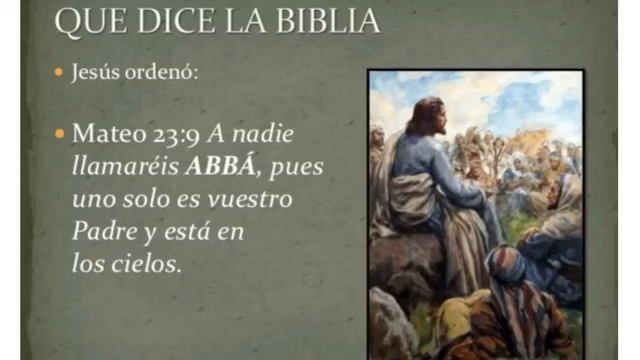 QUE DICE LA BIBLIA
Jesús ordenó:
Mateo 23:9 A nadie
llamaréis ABBÁ, pues
uno solo es vuestro
Padre y está en
los cielos.